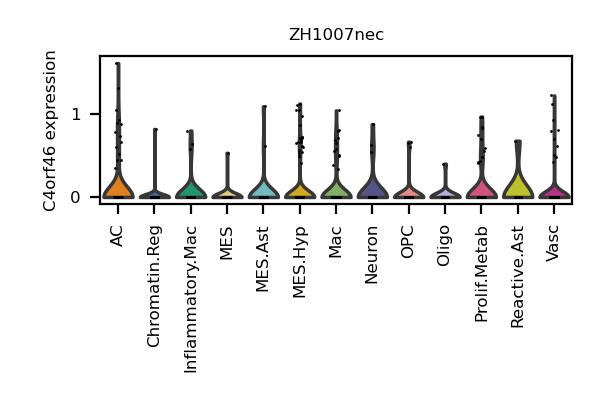 ZH1007nec
C4orf46 expression
1
0
AC
Chromatin.Reg
Inflammatory.Mac
MES
MES.Ast
MES.Hyp
Mac
Neuron
OPC
Oligo
Prolif.Metab
Reactive.Ast
Vasc